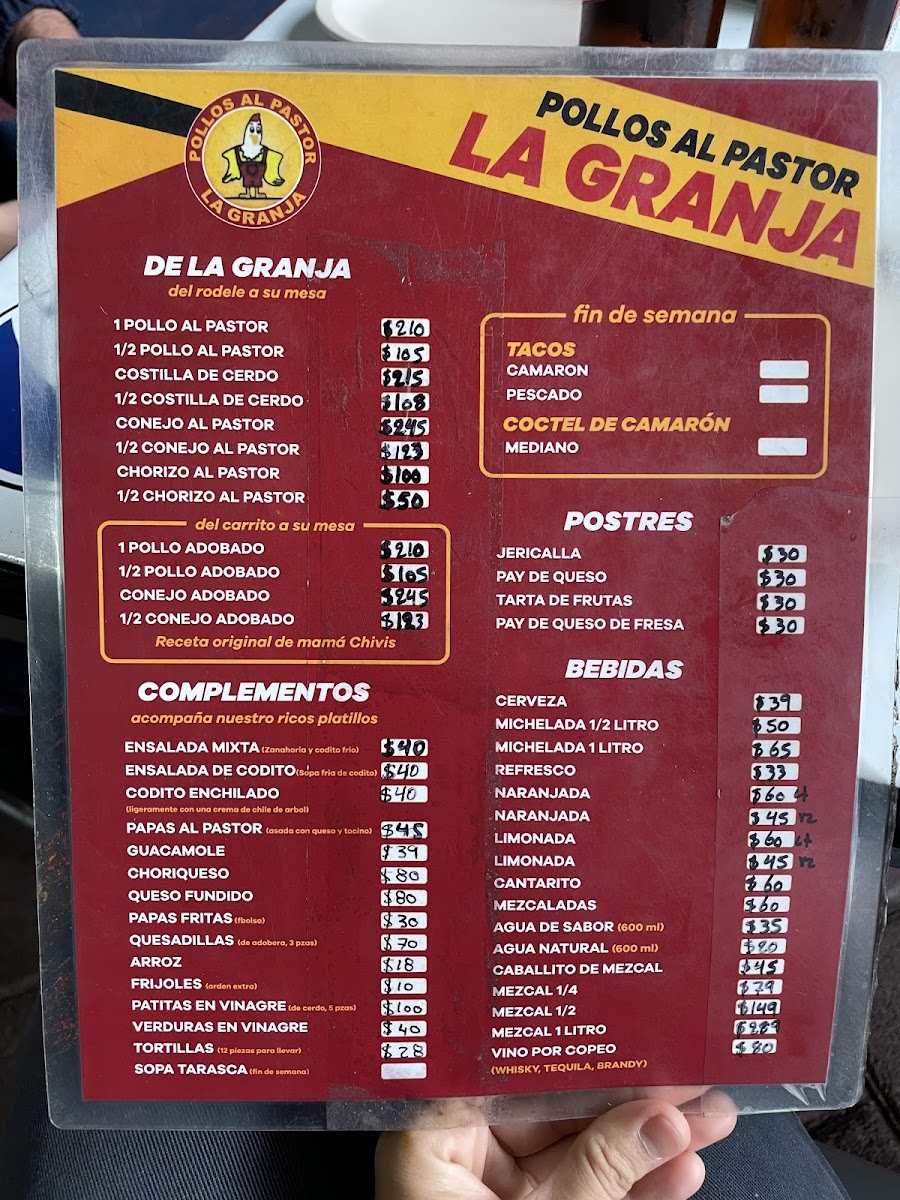 POLLOS AL PASTOR
LA GRANJA
POLLOS AL PASTOR
LA GRANJA
DE LA GRANJA
del rodele a su mesa
1 POLLO AL PASTOR $210
1/2 POLLO AL PASTOR $105
COSTILLA DE CERDO $215
1/2 COSTILLA DE CERDO $108
CONEJO AL PASTOR $245
1/2 CONEJO AL PASTOR $123
CHORIZO AL PASTOR $100
1/2 CHORIZO AL PASTOR $50
del carrito a su mesa
1 POLLO ADOBADO $210
1/2 POLLO ADOBADO $105
CONEJO ADOBADO $245
1/2 CONEJO ADOBADO $123
Receta original de mamá Chivis
COMPLEMENTOS
acompaña nuestro ricos platillos
ENSALADA MIXTA (Zanahoria y codito frio) $40
ENSALADA DE CODITO (Sopa fria de codito) $40
CODITO ENCHILADO $40
(ligeramente con una crema de chile de arbol)
PAPAS AL PASTOR (asada con queso y tocino) $45
GUACAMOLE $39
CHORIQUESO $80
QUESO FUNDIDO $80
PAPAS FRITAS (fbolsa) $30
QUESADILLAS (de adobera, 3 pzas) $70
ARROZ $18
FRIJOLES (orden extra) $10
PATITAS EN VINAGRE (de cerdo, 5 pzas) $100
VERDURAS EN VINAGRE $40
TORTILLAS (12 piezas para llevar) $28
SOPA TARASCA (fin de semana)
fin de semana
TACOS
CAMARON
PESCADO
COCTEL DE CAMARÓN
MEDIANO
POSTRES
JERICALLA $30
PAY DE QUESO $30
TARTA DE FRUTAS $30
PAY DE QUESO DE FRESA $30
BEBIDAS
CERVEZA $39
MICHELADA 1/2 LITRO $50
MICHELADA 1 LITRO $65
REFRESCO $33
NARANJADA $60 Lt
NARANJADA $45 1/2
LIMONADA $60 Lt
LIMONADA $45 1/2
CANTARITO $60
MEZCALADAS $60
AGUA DE SABOR (600 ml) $35
AGUA NATURAL (600 ml) $20
CABALLITO DE MEZCAL $45
MEZCAL 1/4 $79
MEZCAL 1/2 $149
MEZCAL 1 LITRO $289
VINO POR COPEO $80
(WHISKY, TEQUILA, BRANDY)